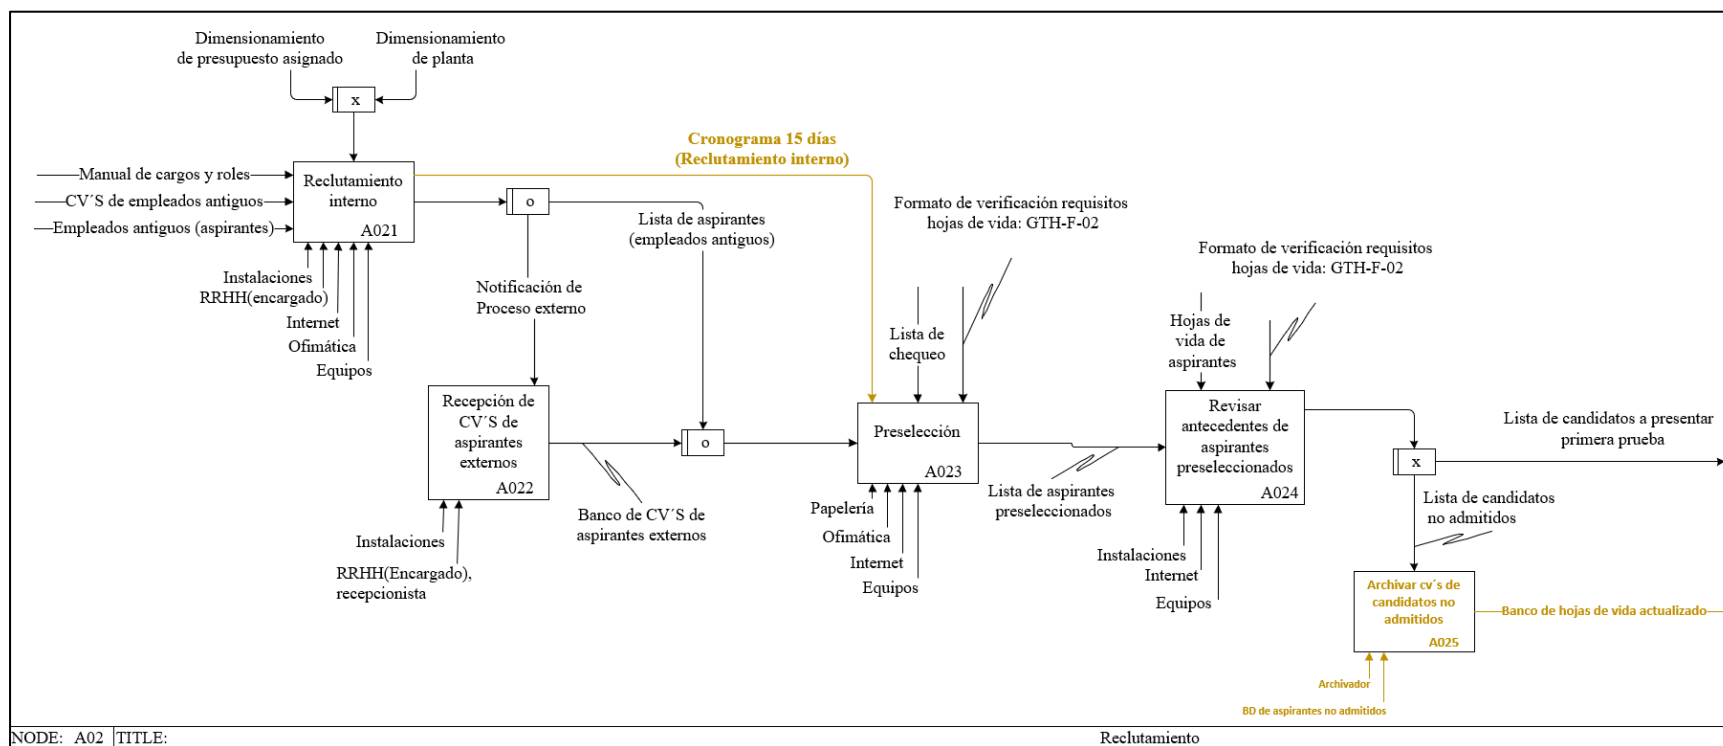 Dimensionamiento
de presupuesto asignado
Dimensionamiento
de planta
x
Cronograma 15 días
(Reclutamiento interno)
Manual de cargos y roles
CV´S de empleados antiguos
Empleados antiguos (aspirantes)
Reclutamiento
interno
A021
o
Lista de aspirantes
(empleados antiguos)
Instalaciones
RRHH(encargado)
Internet
Ofimática
Equipos
Notificación de
Proceso externo
Formato de verificación requisitos
hojas de vida: GTH-F-02
Formato de verificación requisitos
hojas de vida: GTH-F-02
Lista de
chequeo
Hojas de
vida de
aspirantes
Recepción de
CV´S de
aspirantes
externos
A022
o
Banco de CV´S de
aspirantes externos
Instalaciones
RRHH(Encargado),
recepcionista
Preselección
A023
Papelería
Ofimática
Internet
Equipos
Lista de aspirantes
preseleccionados
Revisar
antecedentes de
aspirantes
preseleccionados
A024
Instalaciones
Internet
Equipos
x
Lista de candidatos a presentar
primera prueba
Lista de candidatos
no admitidos
Archivar cv´s de
candidatos no
admitidos
A025
Banco de hojas de vida actualizado
Archivador
BD de aspirantes no admitidos
NODE: A02 TITLE: Reclutamiento